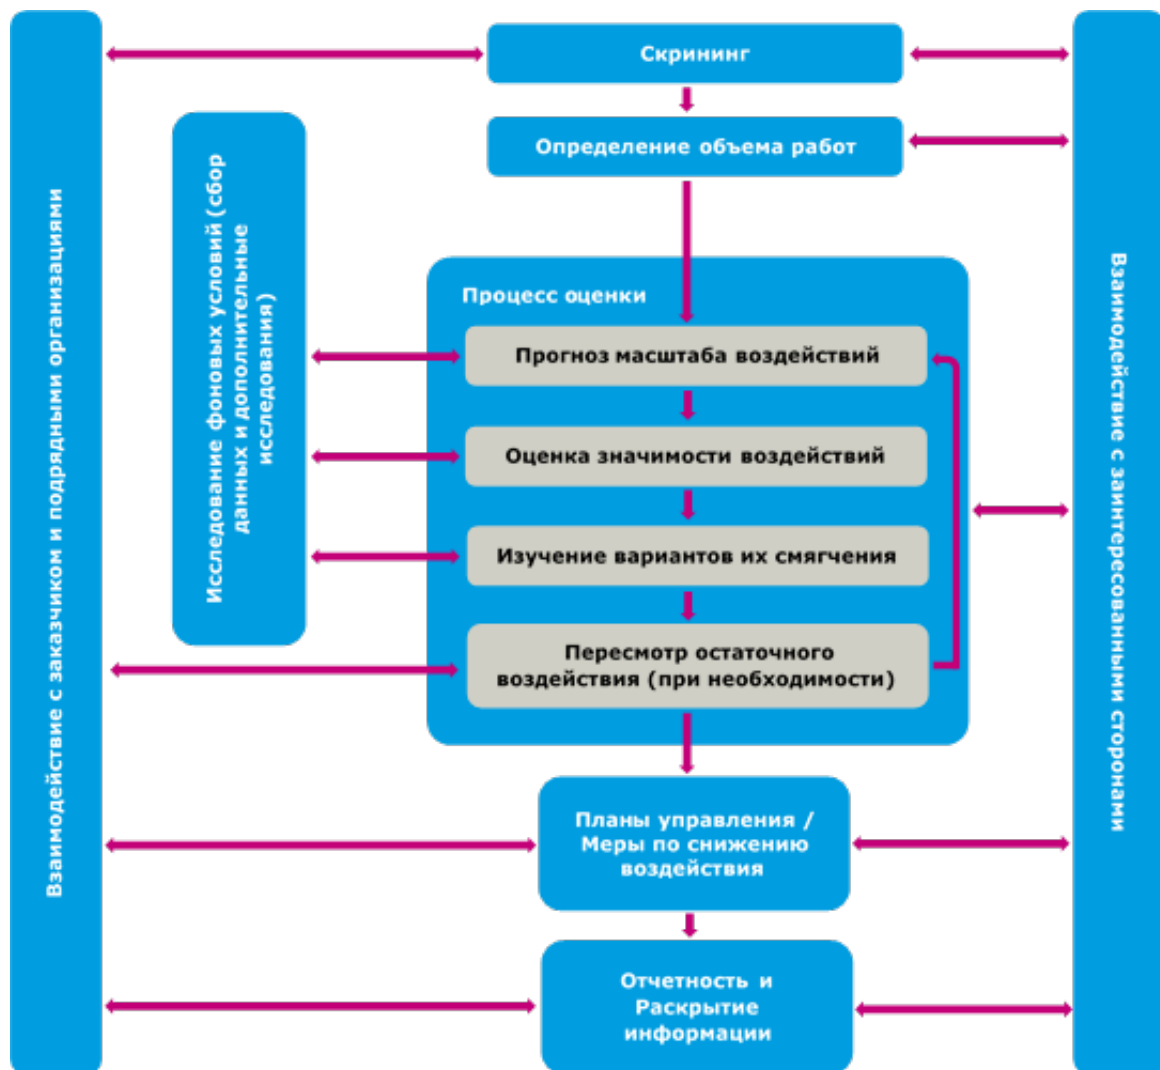 Взаимодействие с заказчиком и подрядными организациями
Исследование фоновых условий (сбор
данных и дополнительные
исследования)
Скрининг
Определение объема работ
Процесс оценки
Прогноз масштаба воздействий
Оценка значимости воздействий
Изучение вариантов их смягчения
Пересмотр остаточного
воздействия (при необходимости)
Планы управления /
Меры по снижению
воздействия
Отчетность и
Раскрытие
информации
Взаимодействие с заинтересованными сторонами